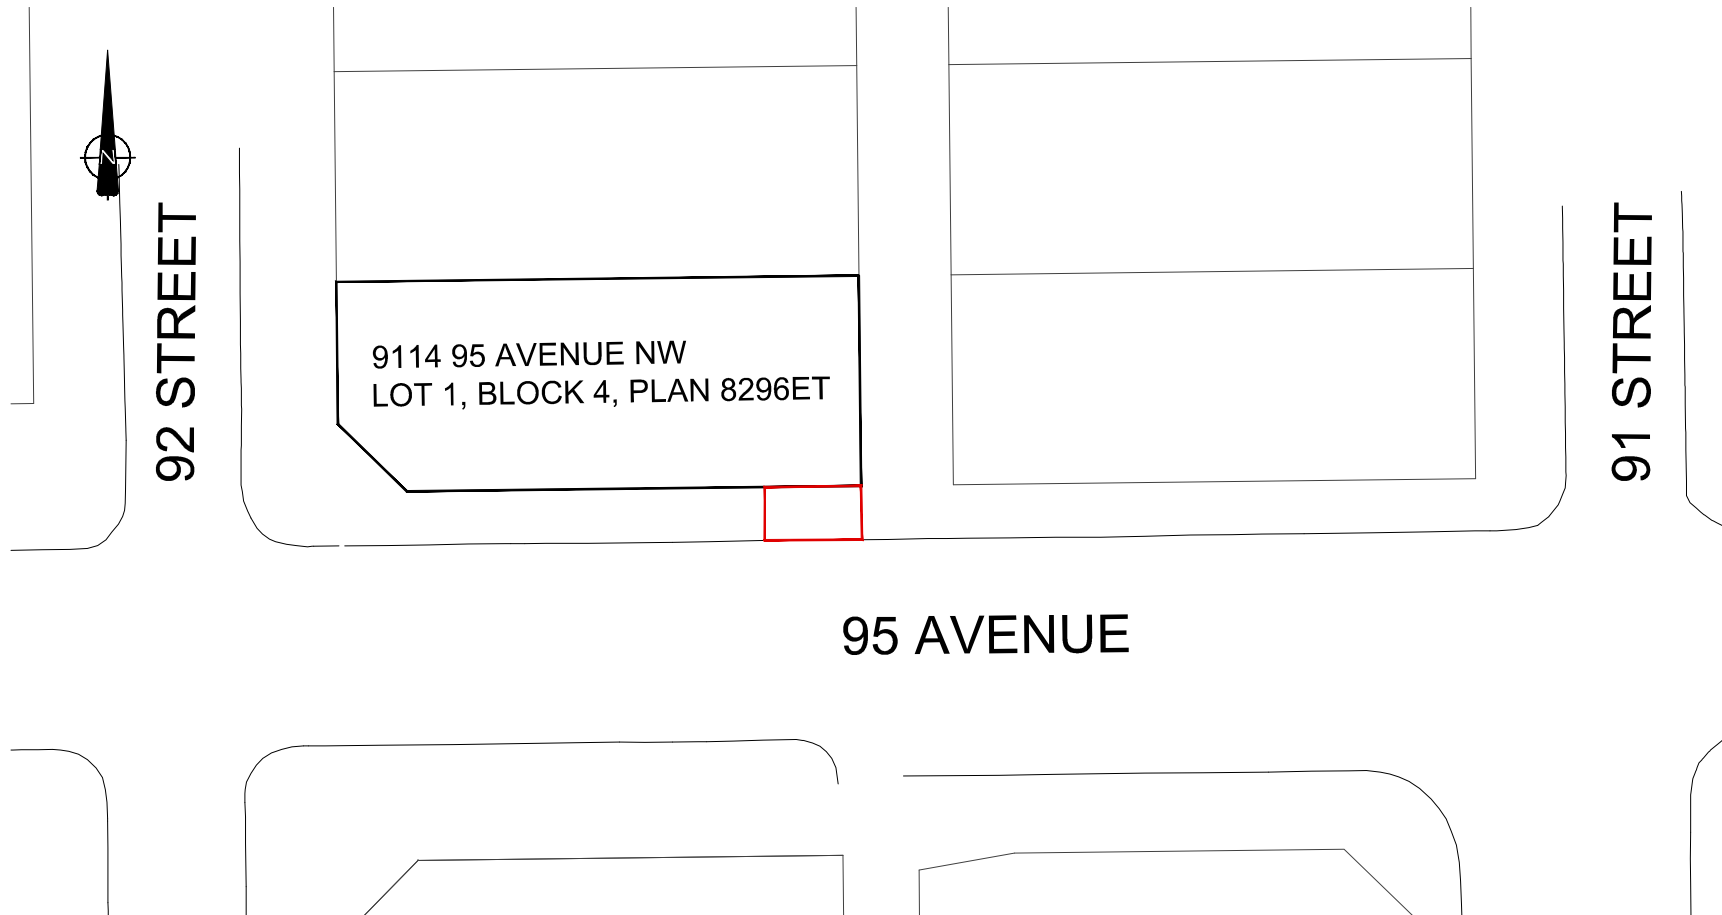 N
92 STREET
9114 95 AVENUE NW
LOT 1, BLOCK 4, PLAN 8296ET
91 STREET
95 AVENUE